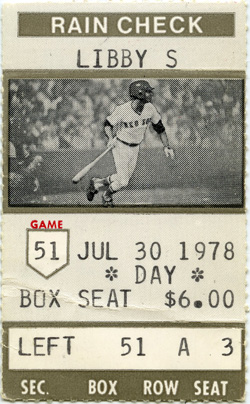 RAIN CHECK
LIBBY S
RED SOX
GAME
51 JUL 30 1978
* DAY *
BOX SEAT $6.00
LEFT 51 A 3
SEC. BOX ROW SEAT